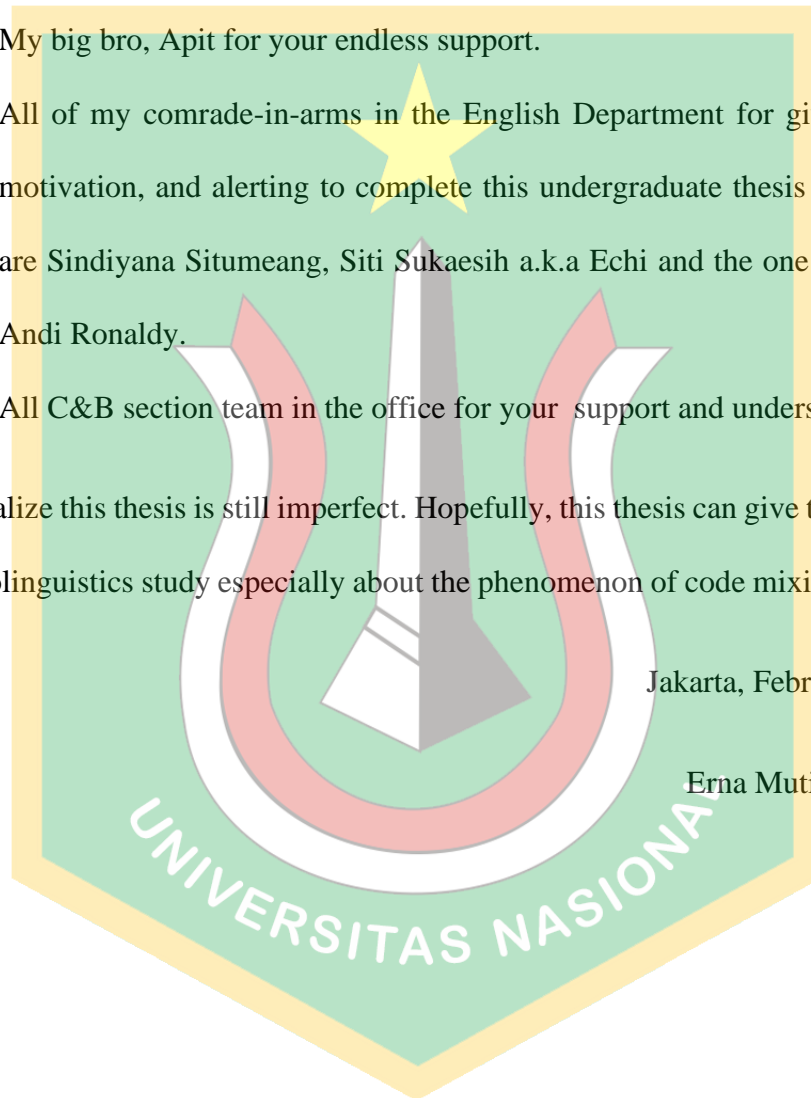 My big bro, Apit for your endless support.
All of my comrade-in-arms in the English Department for gi
motivation, and alerting to complete this undergraduate thesis
are Sindiyana Situmeang, Siti Sukaesih a.k.a Echi and the one
Andi Ronaldy.
All C&B section team in the office for your support and unders
alize this thesis is still imperfect. Hopefully, this thesis can give t
linguistics study especially about the phenomenon of code mixi
Jakarta, Febr
Erna Muti
UNIVERSITAS NASIONAL